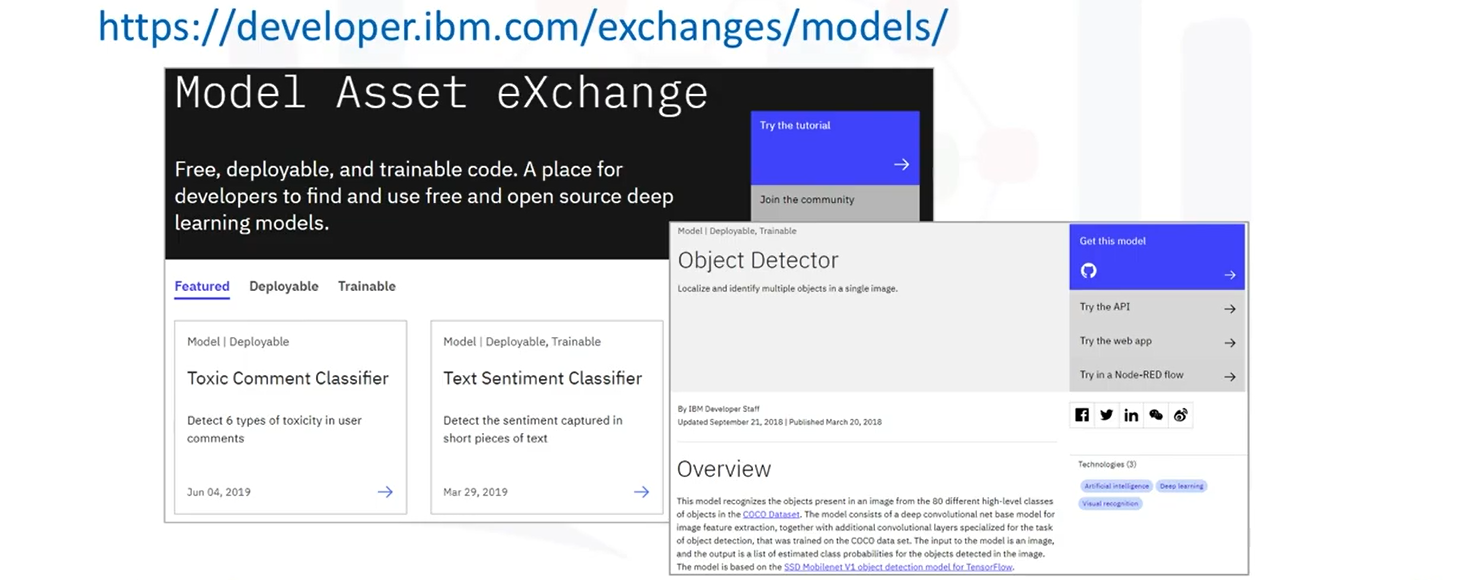 https://developer.ibm.com/exchanges/models/
Model Asset eXchange
Free, deployable, and trainable code. A place for
developers to find and use free and open source deep
learning models.
Try the tutorial
Join the community
Featured Deployable Trainable
Model | Deployable
Toxic Comment Classifier
Detect 6 types of toxicity in user
comments
Jun 04, 2019
Model | Deployable, Trainable
Text Sentiment Classifier
Detect the sentiment captured in
short pieces of text
Mar 29, 2019
Model | Deployable, Trainable
Object Detector
Localize and identify multiple objects in a single image.
Get this model
Try the API
Try the web app
Try in a Node-RED flow
By IBM Developer Staff
Updated September 21, 2018 | Published March 20, 2018
Overview
This model recognizes the objects present in an image from the 80 different high-level classes
of objects in the COCO Dataset. The model consists of a deep convolutional net base model for
image feature extraction, together with additional convolutional layers specialized for the task
of object detection, that was trained on the COCO data set. The input to the model is an image,
and the output is a list of estimated class probabilities for the objects detected in the image.
The model is based on the SSD Mobilenet V1 object detection model for TensorFlow.
Technologies (3)
Artificial intelligence Deep learning
Visual recognition